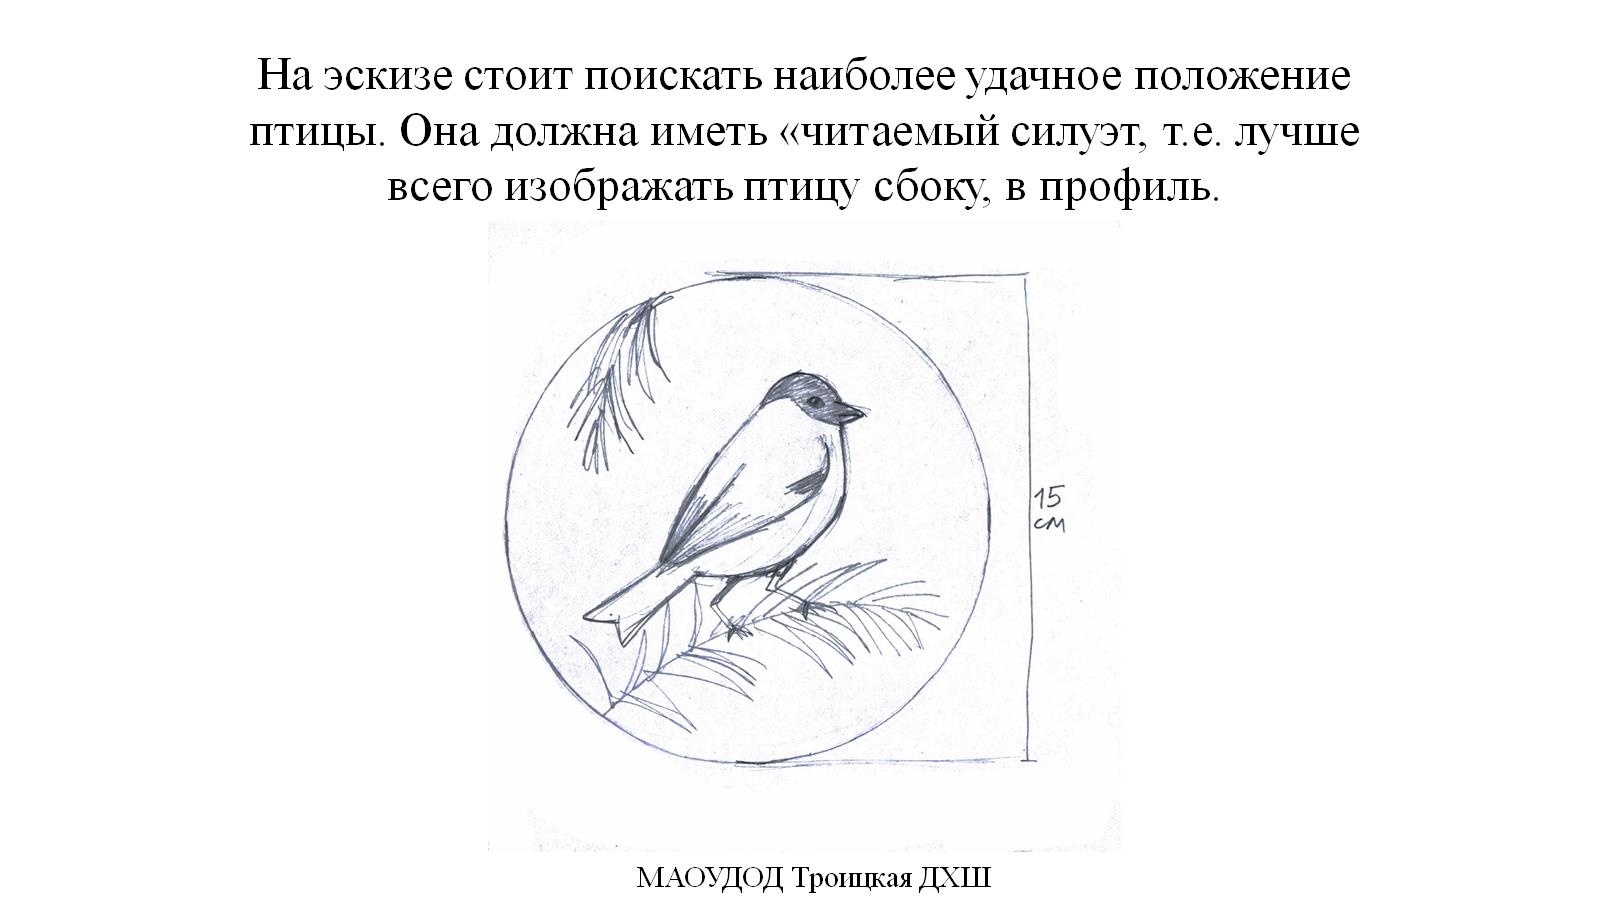 На эскизе стоит поискать наиболее удачное положение
птицы. Она должна иметь «читаемый силуэт, т.е. лучше
всего изображать птицу сбоку, в профиль.
15
см
МАОУДОД Троицкая ДХШ